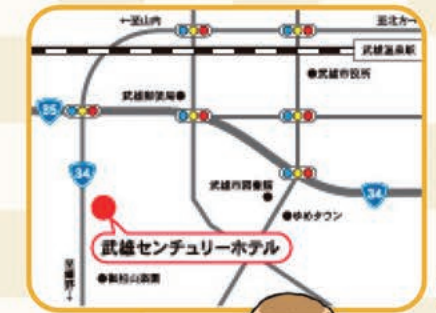 ←至山内
至北方→
武雄温泉駅
●武雄市役所
武雄郵便局●
35
34
武雄市図書館●
34
●ゆめタウン
武雄センチュリーホテル
至嬉野→
●御船山楽園